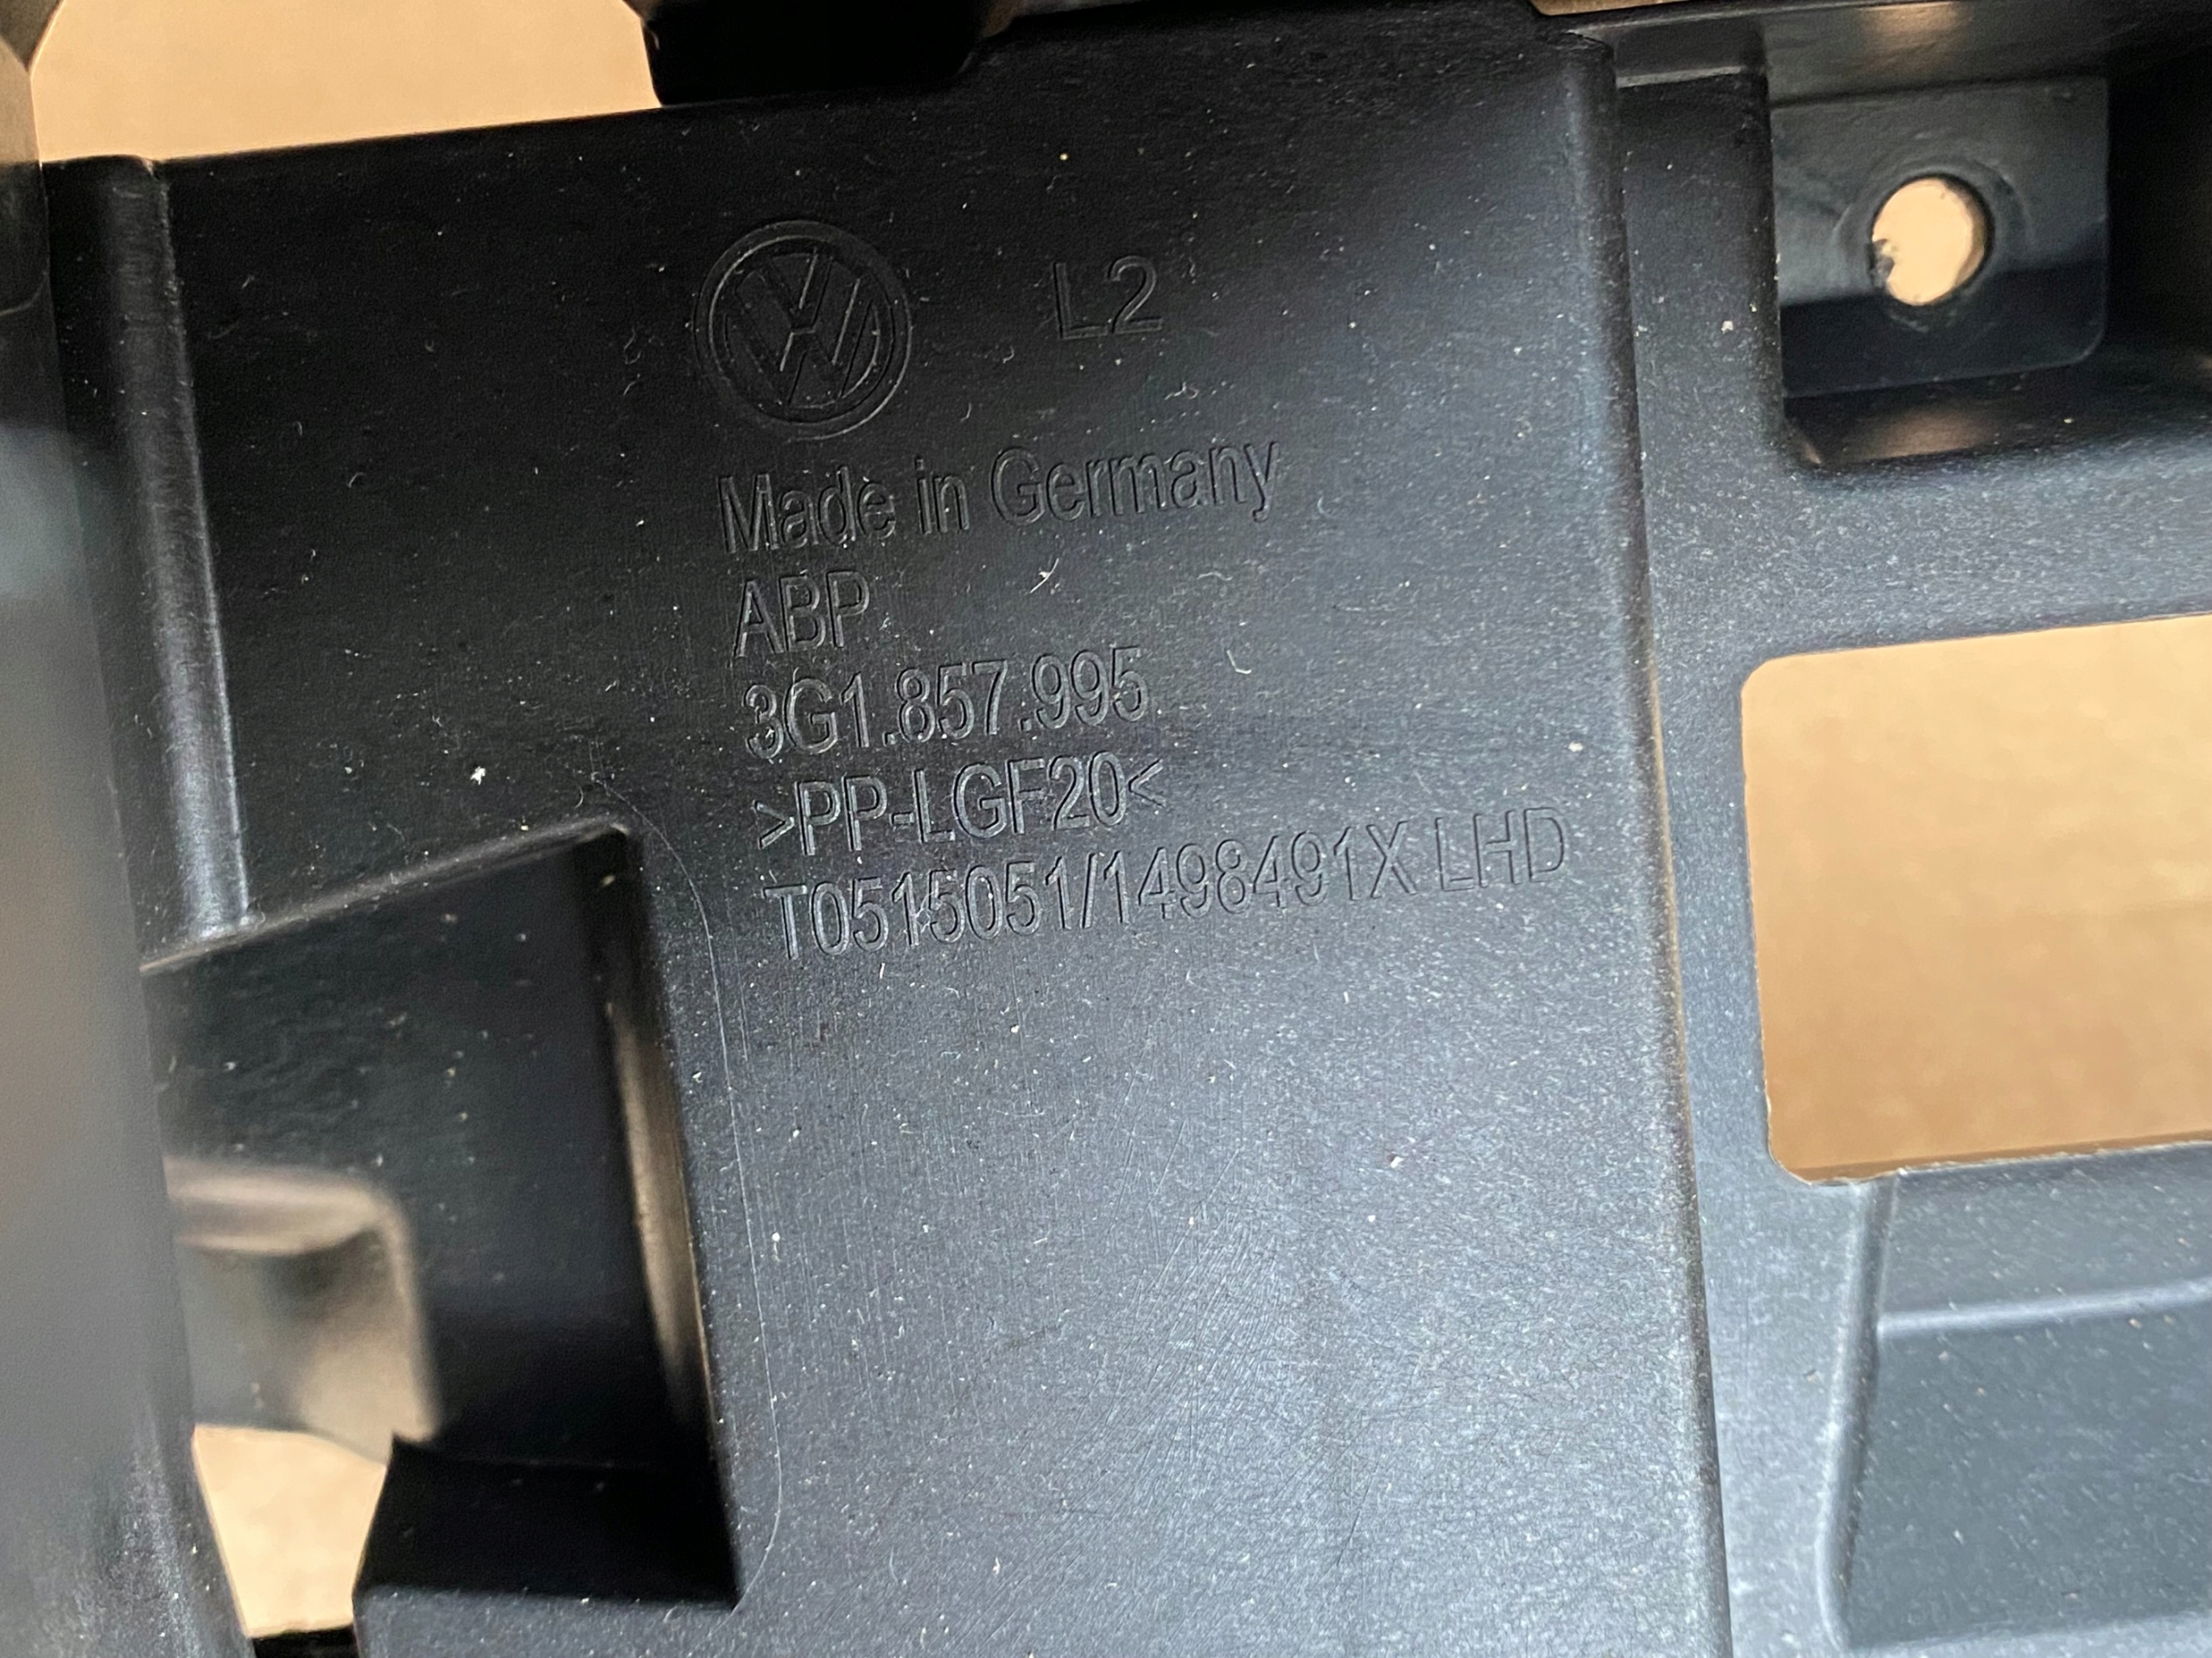 L2
Made in Germany
ABP
3G1.857.995
>PP-LGF20<
T0515051/1498491X LHD